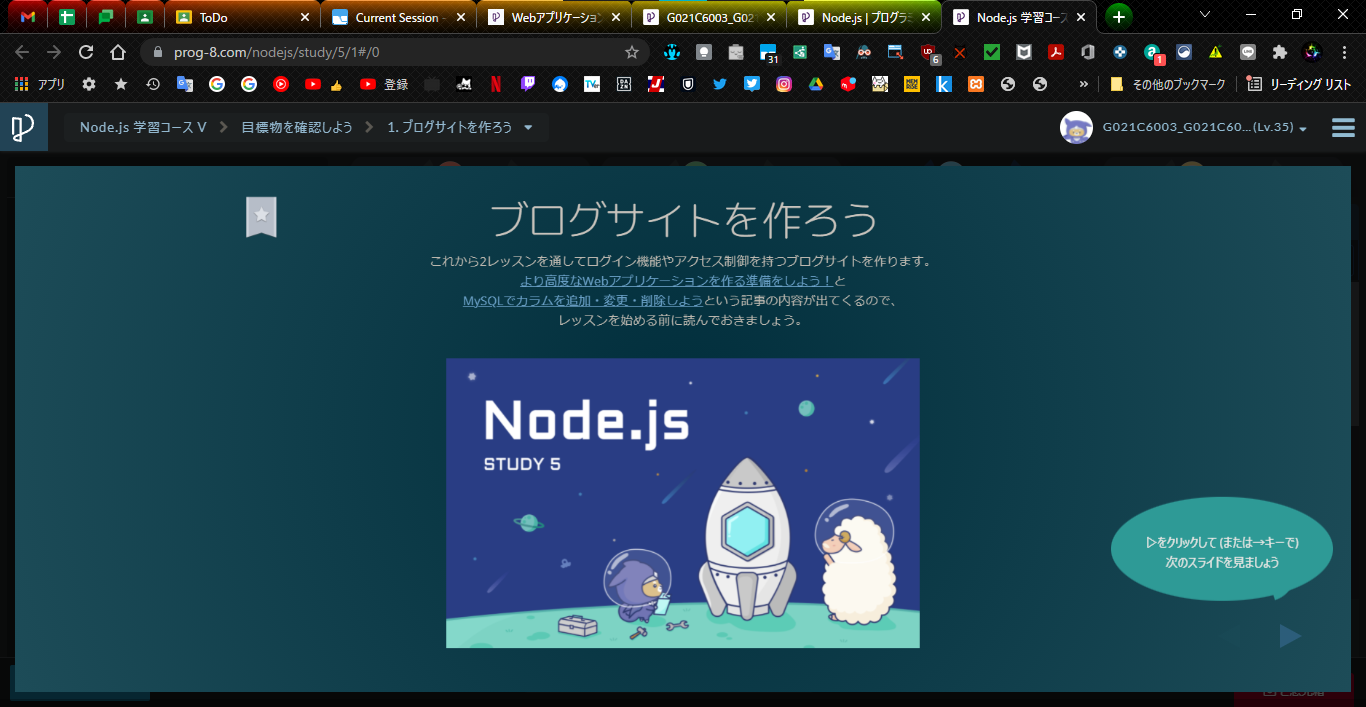 ToDo
Current Session -
Webアプリケーション
G021C6003_G02
Node.js | プログラミ
Node.js 学習コース
prog-8.com/nodejs/study/5/1#/0
31
6
1
アプリ
登録
»
その他のブックマーク
リーディング リスト
Node.js 学習コース V
目標物を確認しよう
1. ブログサイトを作ろう
G021C6003_G021C60...(Lv.35)
ブログサイトを作ろう
これから2レッスンを通してログイン機能やアクセス制御を持つブログサイトを作ります。
より高度なWebアプリケーションを作る準備をしよう！と
MySQLでカラムを追加・変更・削除しようという記事の内容が出てくるので、
レッスンを始める前に読んでおきましょう。
Node.js
STUDY 5
▷をクリックして (または→キーで)
次のスライドを見ましょう